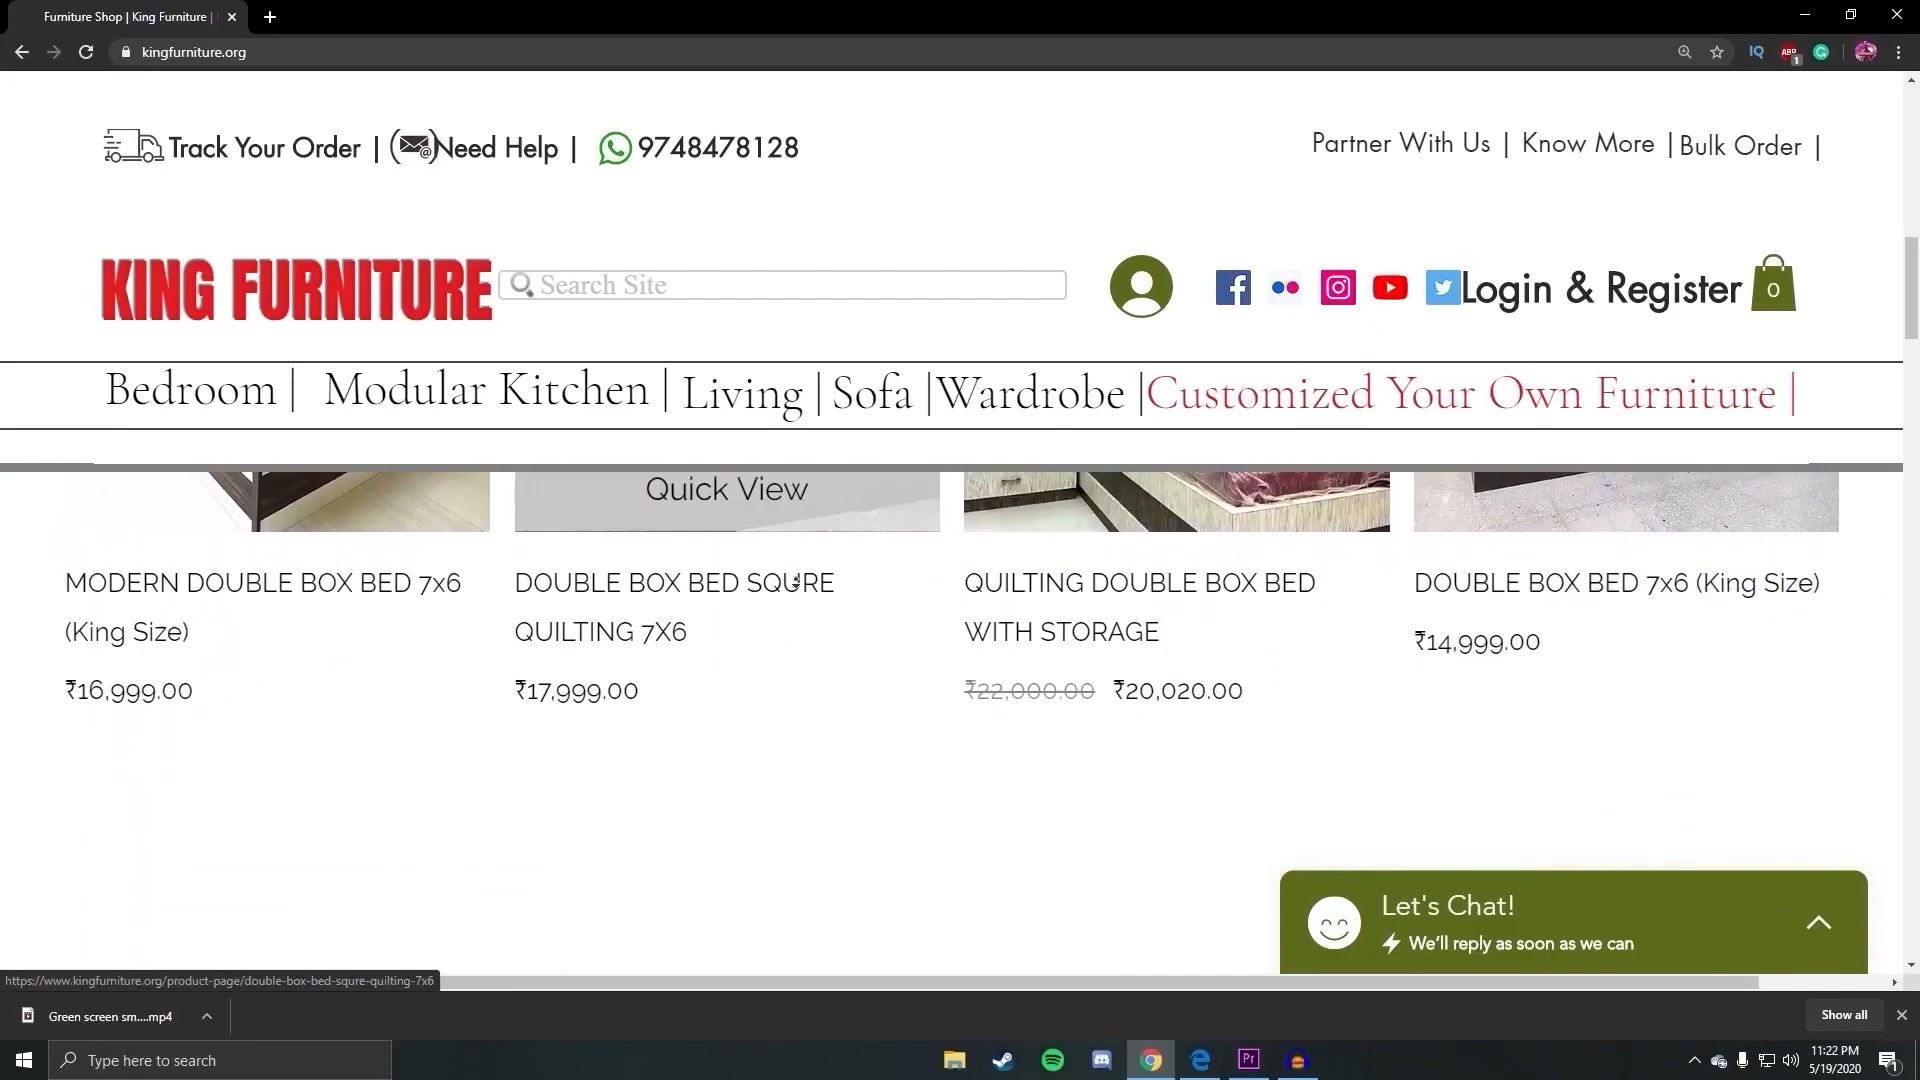 Furniture Shop | King Furniture |
kingfurniture.org
IQ
ABP
1
Track Your Order | Need Help | 9748478128
Partner With Us | Know More | Bulk Order |
KING FURNITURE
Search Site
Login & Register
0
Bedroom | Modular Kitchen | Living | Sofa | Wardrobe | Customized Your Own Furniture |
Quick View
MODERN DOUBLE BOX BED 7x6
(King Size)
₹16,999.00
DOUBLE BOX BED SQURE
QUILTING 7X6
₹17,999.00
QUILTING DOUBLE BOX BED
WITH STORAGE
₹22,000.00 ₹20,020.00
DOUBLE BOX BED 7x6 (King Size)
₹14,999.00
Let's Chat!
We'll reply as soon as we can
https://www.kingfurniture.org/product-page/double-box-bed-squre-quilting-7x6
Green screen sm....mp4
Show all
Type here to search
Pr
11:22 PM
5/19/2020
1